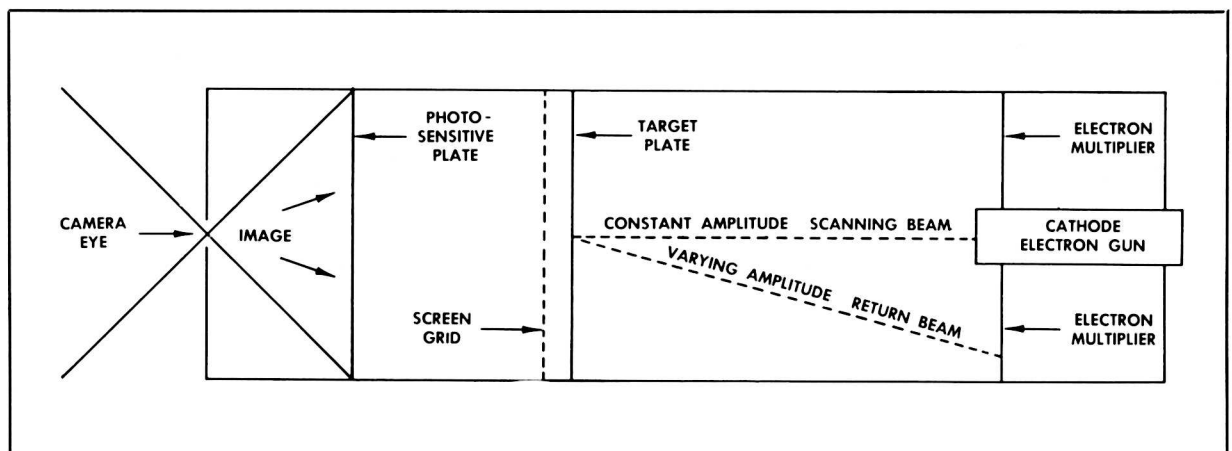 PHOTO-
SENSITIVE
PLATE
TARGET
PLATE
ELECTRON
MULTIPLIER
CAMERA
EYE
IMAGE
CONSTANT AMPLITUDE SCANNING BEAM
CATHODE
ELECTRON GUN
VARYING AMPLITUDE RETURN BEAM
SCREEN
GRID
ELECTRON
MULTIPLIER